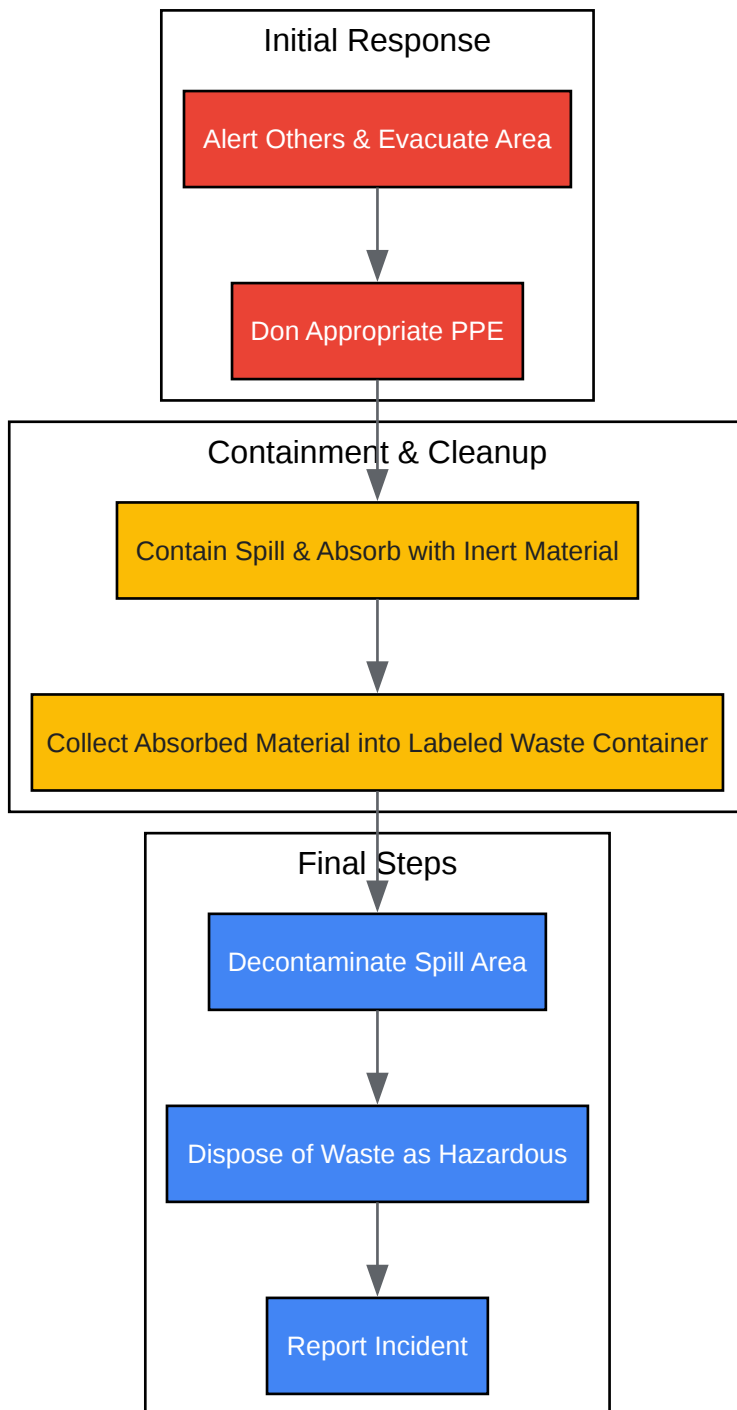 Initial Response
Alert Others & Evacuate Area
Don Appropriate PPE
Containment & Cleanup
Contain Spill & Absorb with Inert Material
Collect Absorbed Material into Labeled Waste Container
Final Steps
Decontaminate Spill Area
Dispose of Waste as Hazardous
Report Incident